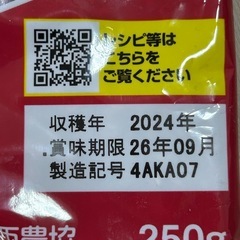 レシピ等は
こちらを
ご覧ください
収穫年 2024年
賞味期限 26年09月
製造記号 4AKA07
農協 250g